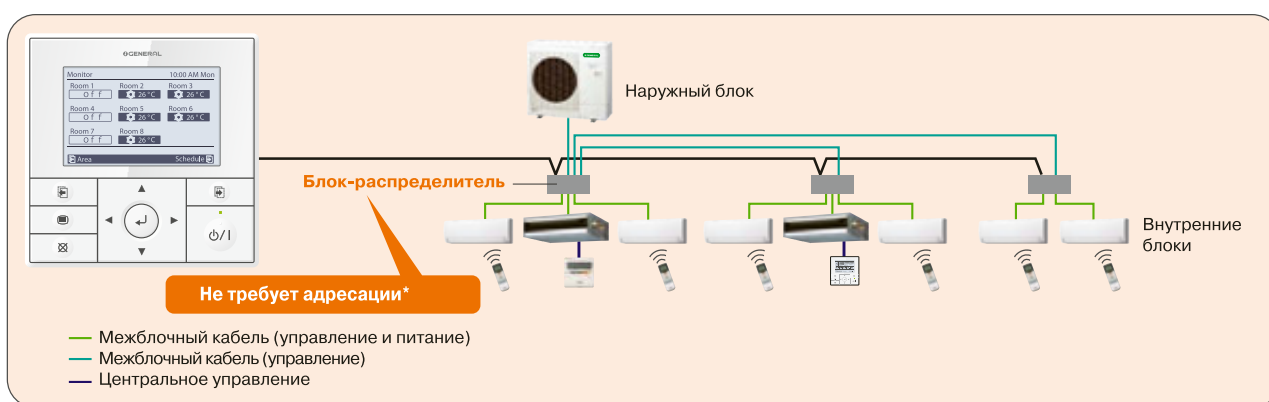 GENERAL
Monitor 10:00 AM Mon
Room 1 Room 2 Room 3
Off 26°C 26°C
Room 4 Room 5 Room 6
Off 26°C 26°C
Room 7 Room 8
Off 26°C
Area Schedule
Наружный блок
Блок-распределитель
Внутренние
блоки
Не требует адресации*
Межблочный кабель (управление и питание)
Межблочный кабель (управление)
Центральное управление